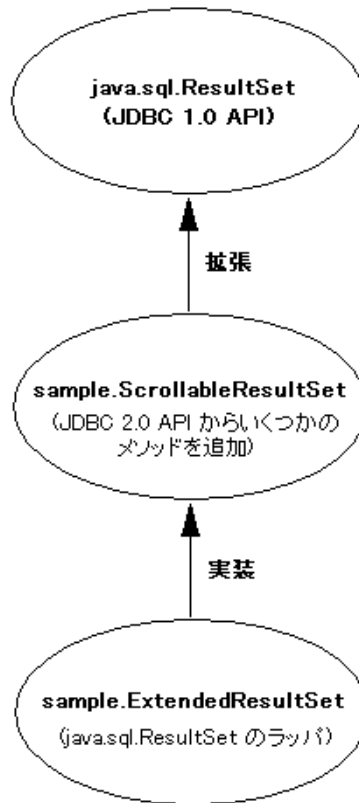 java.sql.ResultSet
(JDBC 1.0 API)
拡張
sample.ScrollableResultSet
(JDBC 2.0 API からいくつかの
メソッドを追加)
実装
sample.ExtendedResultSet
(java.sql.ResultSet のラッパ)